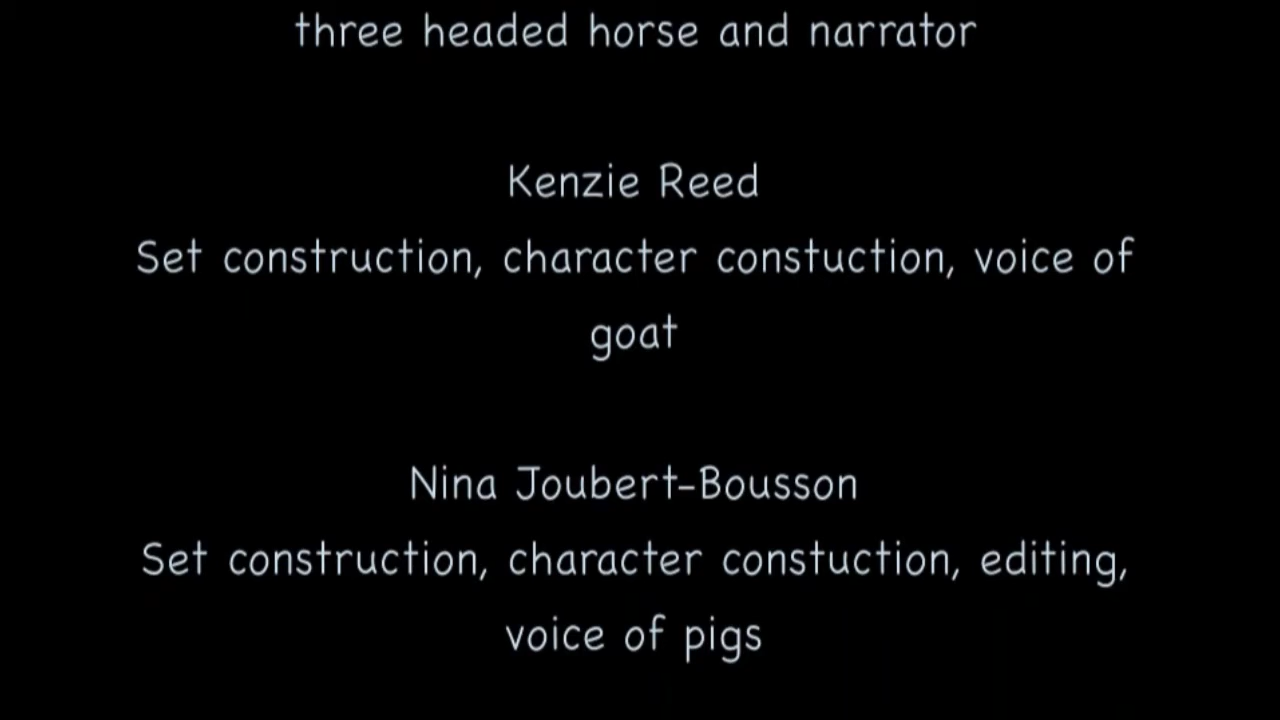 three headed horse and narrator
Kenzie Reed
Set construction, character constuction, voice of
goat
Nina Joubert-Bousson
Set construction, character constuction, editing,
voice of pigs